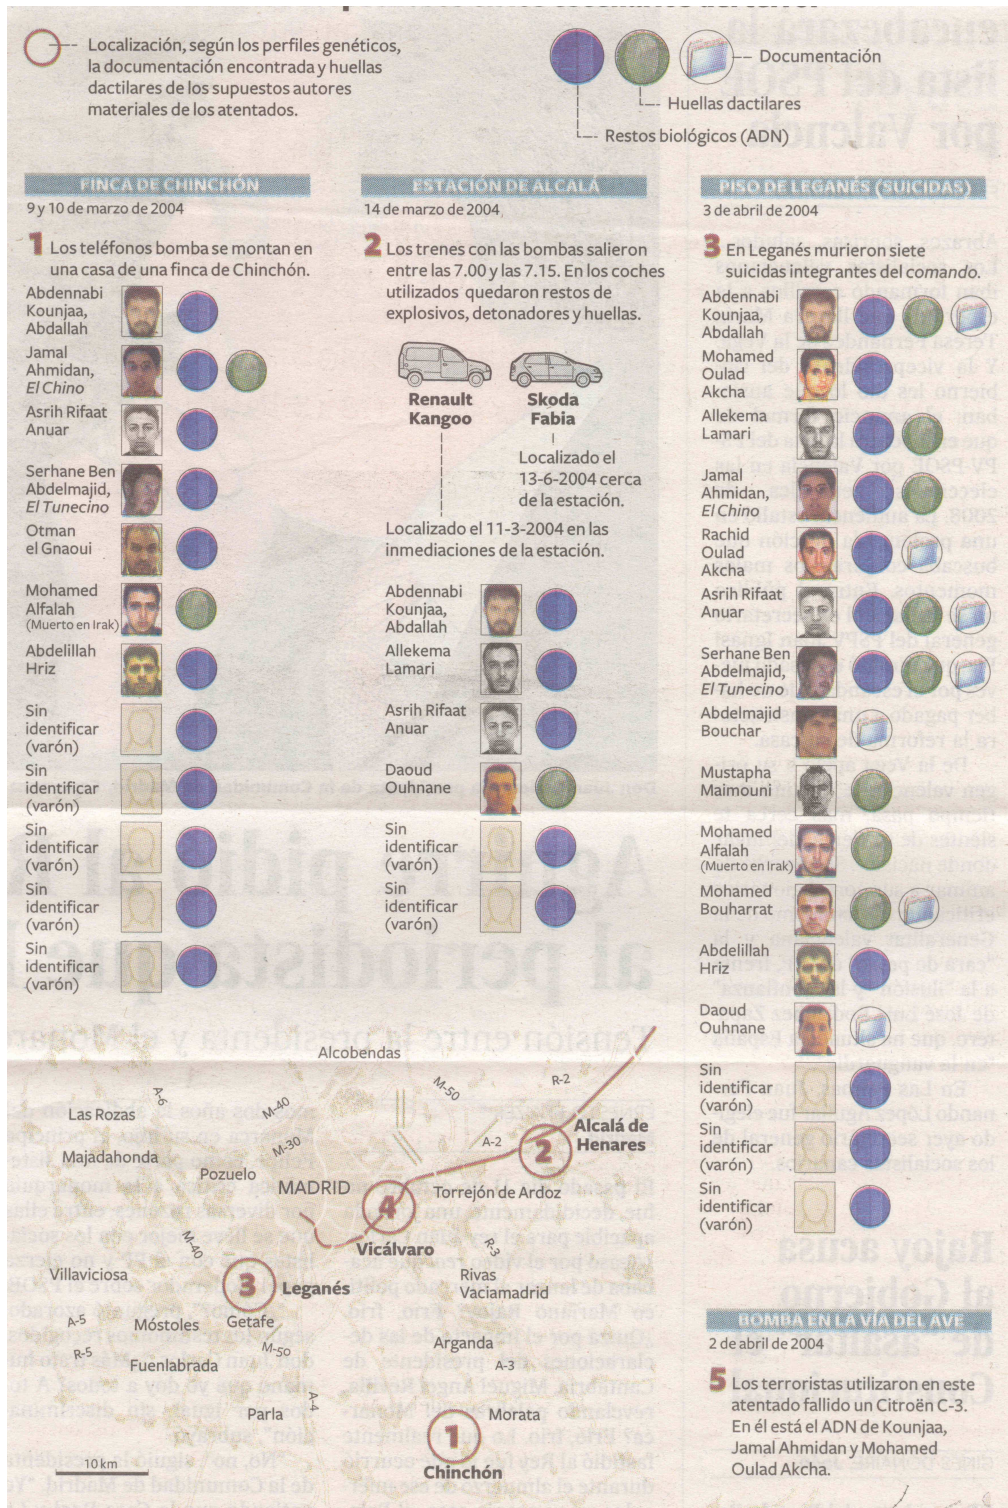 Localización, según los perfiles genéticos,
la documentación encontrada y huellas
dactilares de los supuestos autores
materiales de los atentados.
Documentación
Huellas dactilares
Restos biológicos (ADN)
FINCA DE CHINCHÓN
9 y 10 de marzo de 2004
1 Los teléfonos bomba se montan en
una casa de una finca de Chinchón.
Abdennabi
Kounjaa,
Abdallah
Jamal
Ahmidan,
El Chino
Asrih Rifaat
Anuar
Serhane Ben
Abdelmajid,
El Tunecino
Otman
el Gnaoui
Mohamed
Alfalah
(Muerto en Irak)
Abdelillah
Hriz
Sin
identificar
(varón)
Sin
identificar
(varón)
Sin
identificar
(varón)
Sin
identificar
(varón)
Sin
identificar
(varón)
ESTACIÓN DE ALCALÁ
14 de marzo de 2004
2 Los trenes con las bombas salieron
entre las 7.00 y las 7.15. En los coches
utilizados quedaron restos de
explosivos, detonadores y huellas.
Renault
Kangoo
Skoda
Fabia
Localizado el
13-6-2004 cerca
de la estación.
Localizado el 11-3-2004 en las
inmediaciones de la estación.
Abdennabi
Kounjaa,
Abdallah
Allekema
Lamari
Asrih Rifaat
Anuar
Daoud
Ouhnane
Sin
identificar
(varón)
Sin
identificar
(varón)
PISO DE LEGANÉS (SUICIDAS)
3 de abril de 2004
3 En Leganés murieron siete
suicidas integrantes del comando.
Abdennabi
Kounjaa,
Abdallah
Mohamed
Oulad
Akcha
Allekema
Lamari
Jamal
Ahmidan,
El Chino
Rachid
Oulad
Akcha
Asrih Rifaat
Anuar
Serhane Ben
Abdelmajid,
El Tunecino
Abdelmajid
Bouchar
Mustapha
Maimouni
Mohamed
Alfalah
(Muerto en Irak)
Mohamed
Bouharrat
Abdelillah
Hriz
Daoud
Ouhnane
Sin
identificar
(varón)
Sin
identificar
(varón)
Sin
identificar
(varón)
Alcobendas
A-6
M-40
M-50
R-2
Las Rozas
M-30
A-2
Alcalá de
Henares
2
Majadahonda
Pozuelo
MADRID
4
Torrejón de Ardoz
Vicálvaro
M-40
R-3
Villaviciosa
3
Leganés
Rivas
Vaciamadrid
A-5
Móstoles
Getafe
R-5
M-50
Arganda
Fuenlabrada
A-3
A-4
Parla
Morata
1
Chinchón
10 km
BOMBA EN LA VÍA DEL AVE
2 de abril de 2004
5 Los terroristas utilizaron en este
atentado fallido un Citroën C-3.
En él está el ADN de Kounjaa,
Jamal Ahmidan y Mohamed
Oulad Akcha.